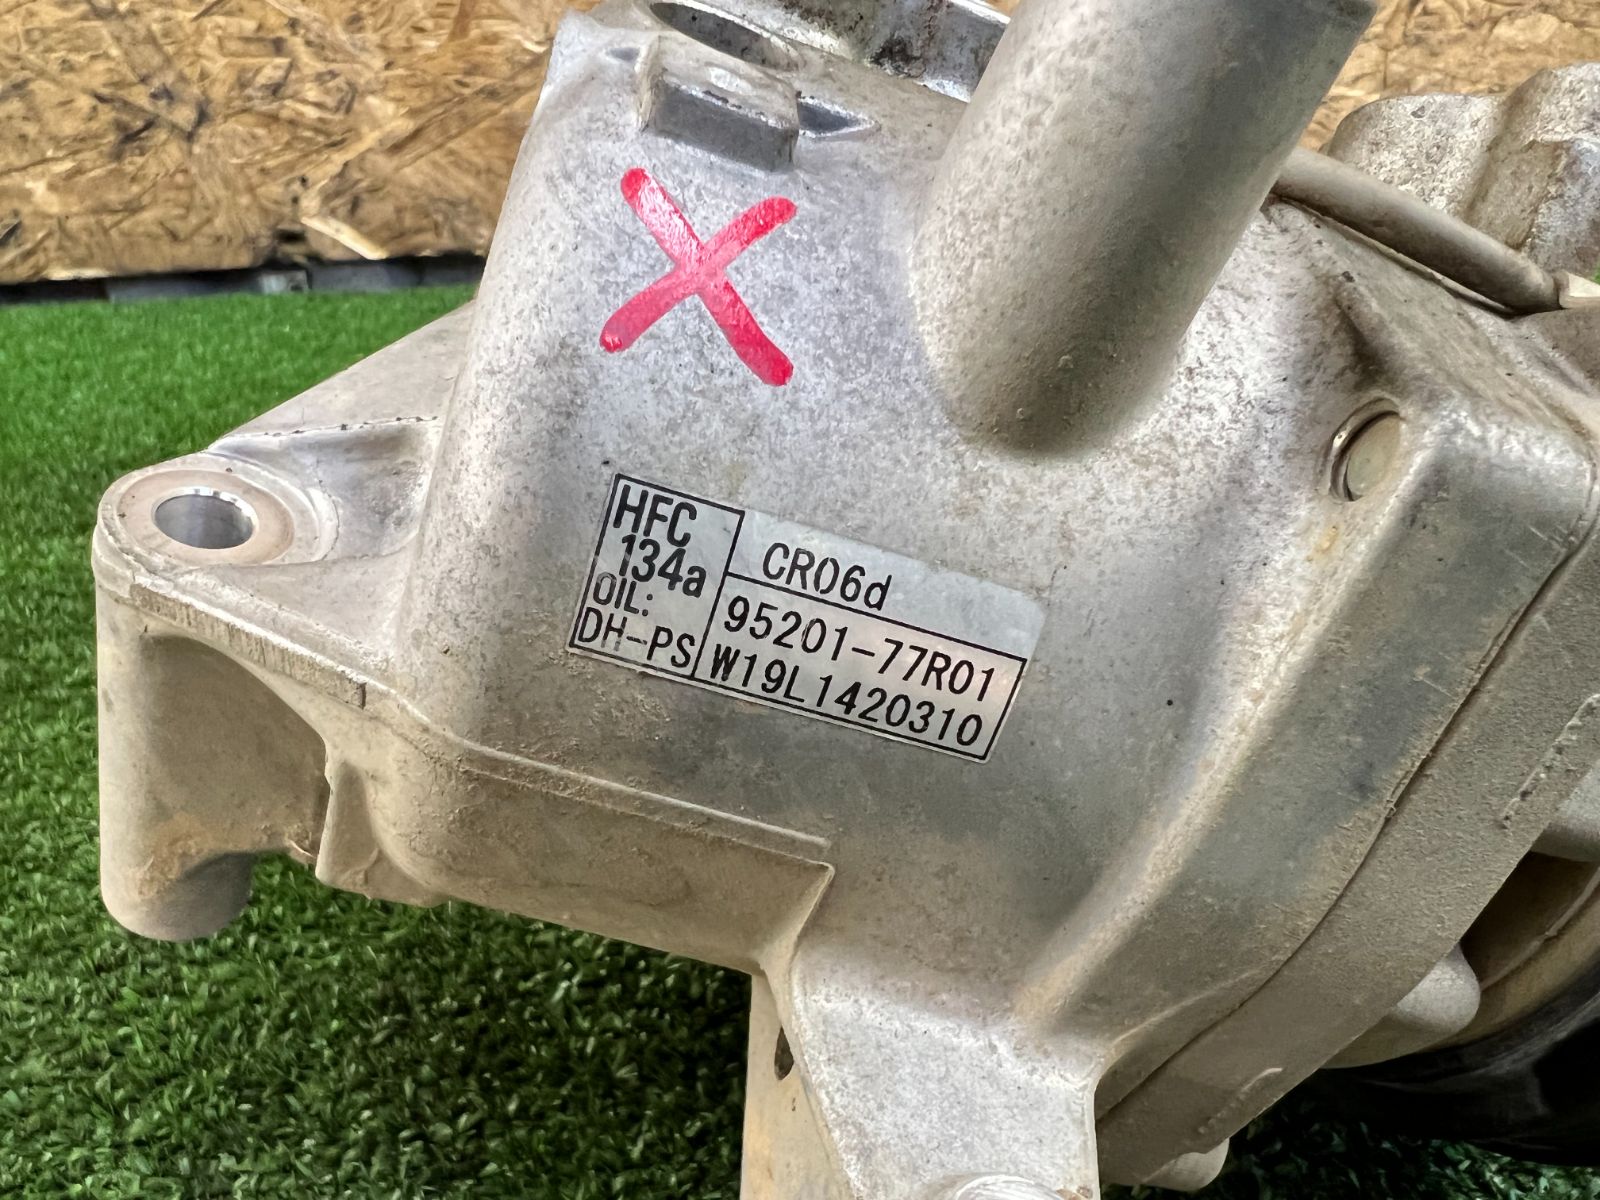 HFC
134a
OIL:
DH-PS
CR06d
95201-77R01
W19L1420310